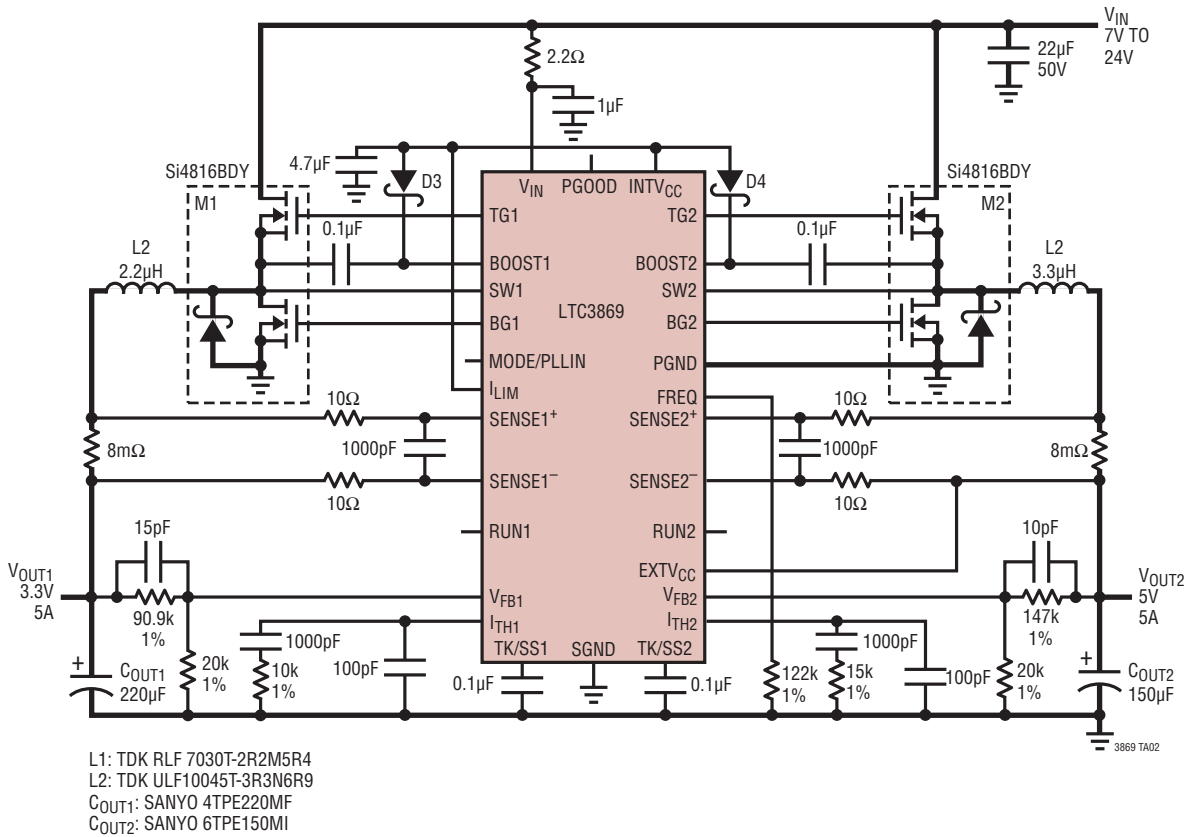 VIN
7V TO
24V
22µF
50V
2.2Ω
1µF
4.7µF
D3
D4
Si4816BDY
M1
Si4816BDY
M2
VIN
PGOOD
INTVCC
TG1
TG2
0.1µF
0.1µF
BOOST1
BOOST2
L2
2.2µH
L2
3.3µH
SW1
SW2
LTC3869
BG1
BG2
MODE/PLLIN
PGND
ILIM
FREQ
10Ω
SENSE1+
SENSE2+
10Ω
8mΩ
1000pF
1000pF
8mΩ
SENSE1–
SENSE2–
10Ω
10Ω
15pF
RUN1
RUN2
10pF
EXTVCC
VOUT1
3.3V
5A
VFB1
VFB2
VOUT2
5V
5A
90.9k
1%
147k
1%
ITH1
ITH2
1000pF
100pF
TK/SS1
SGND
TK/SS2
1000pF
100pF
+
COUT1
220µF
20k
1%
10k
1%
0.1µF
0.1µF
122k
1%
15k
1%
20k
1%
+
COUT2
150µF
3869 TA02
L1: TDK RLF 7030T-2R2M5R4
L2: TDK ULF10045T-3R3N6R9
COUT1: SANYO 4TPE220MF
COUT2: SANYO 6TPE150MI